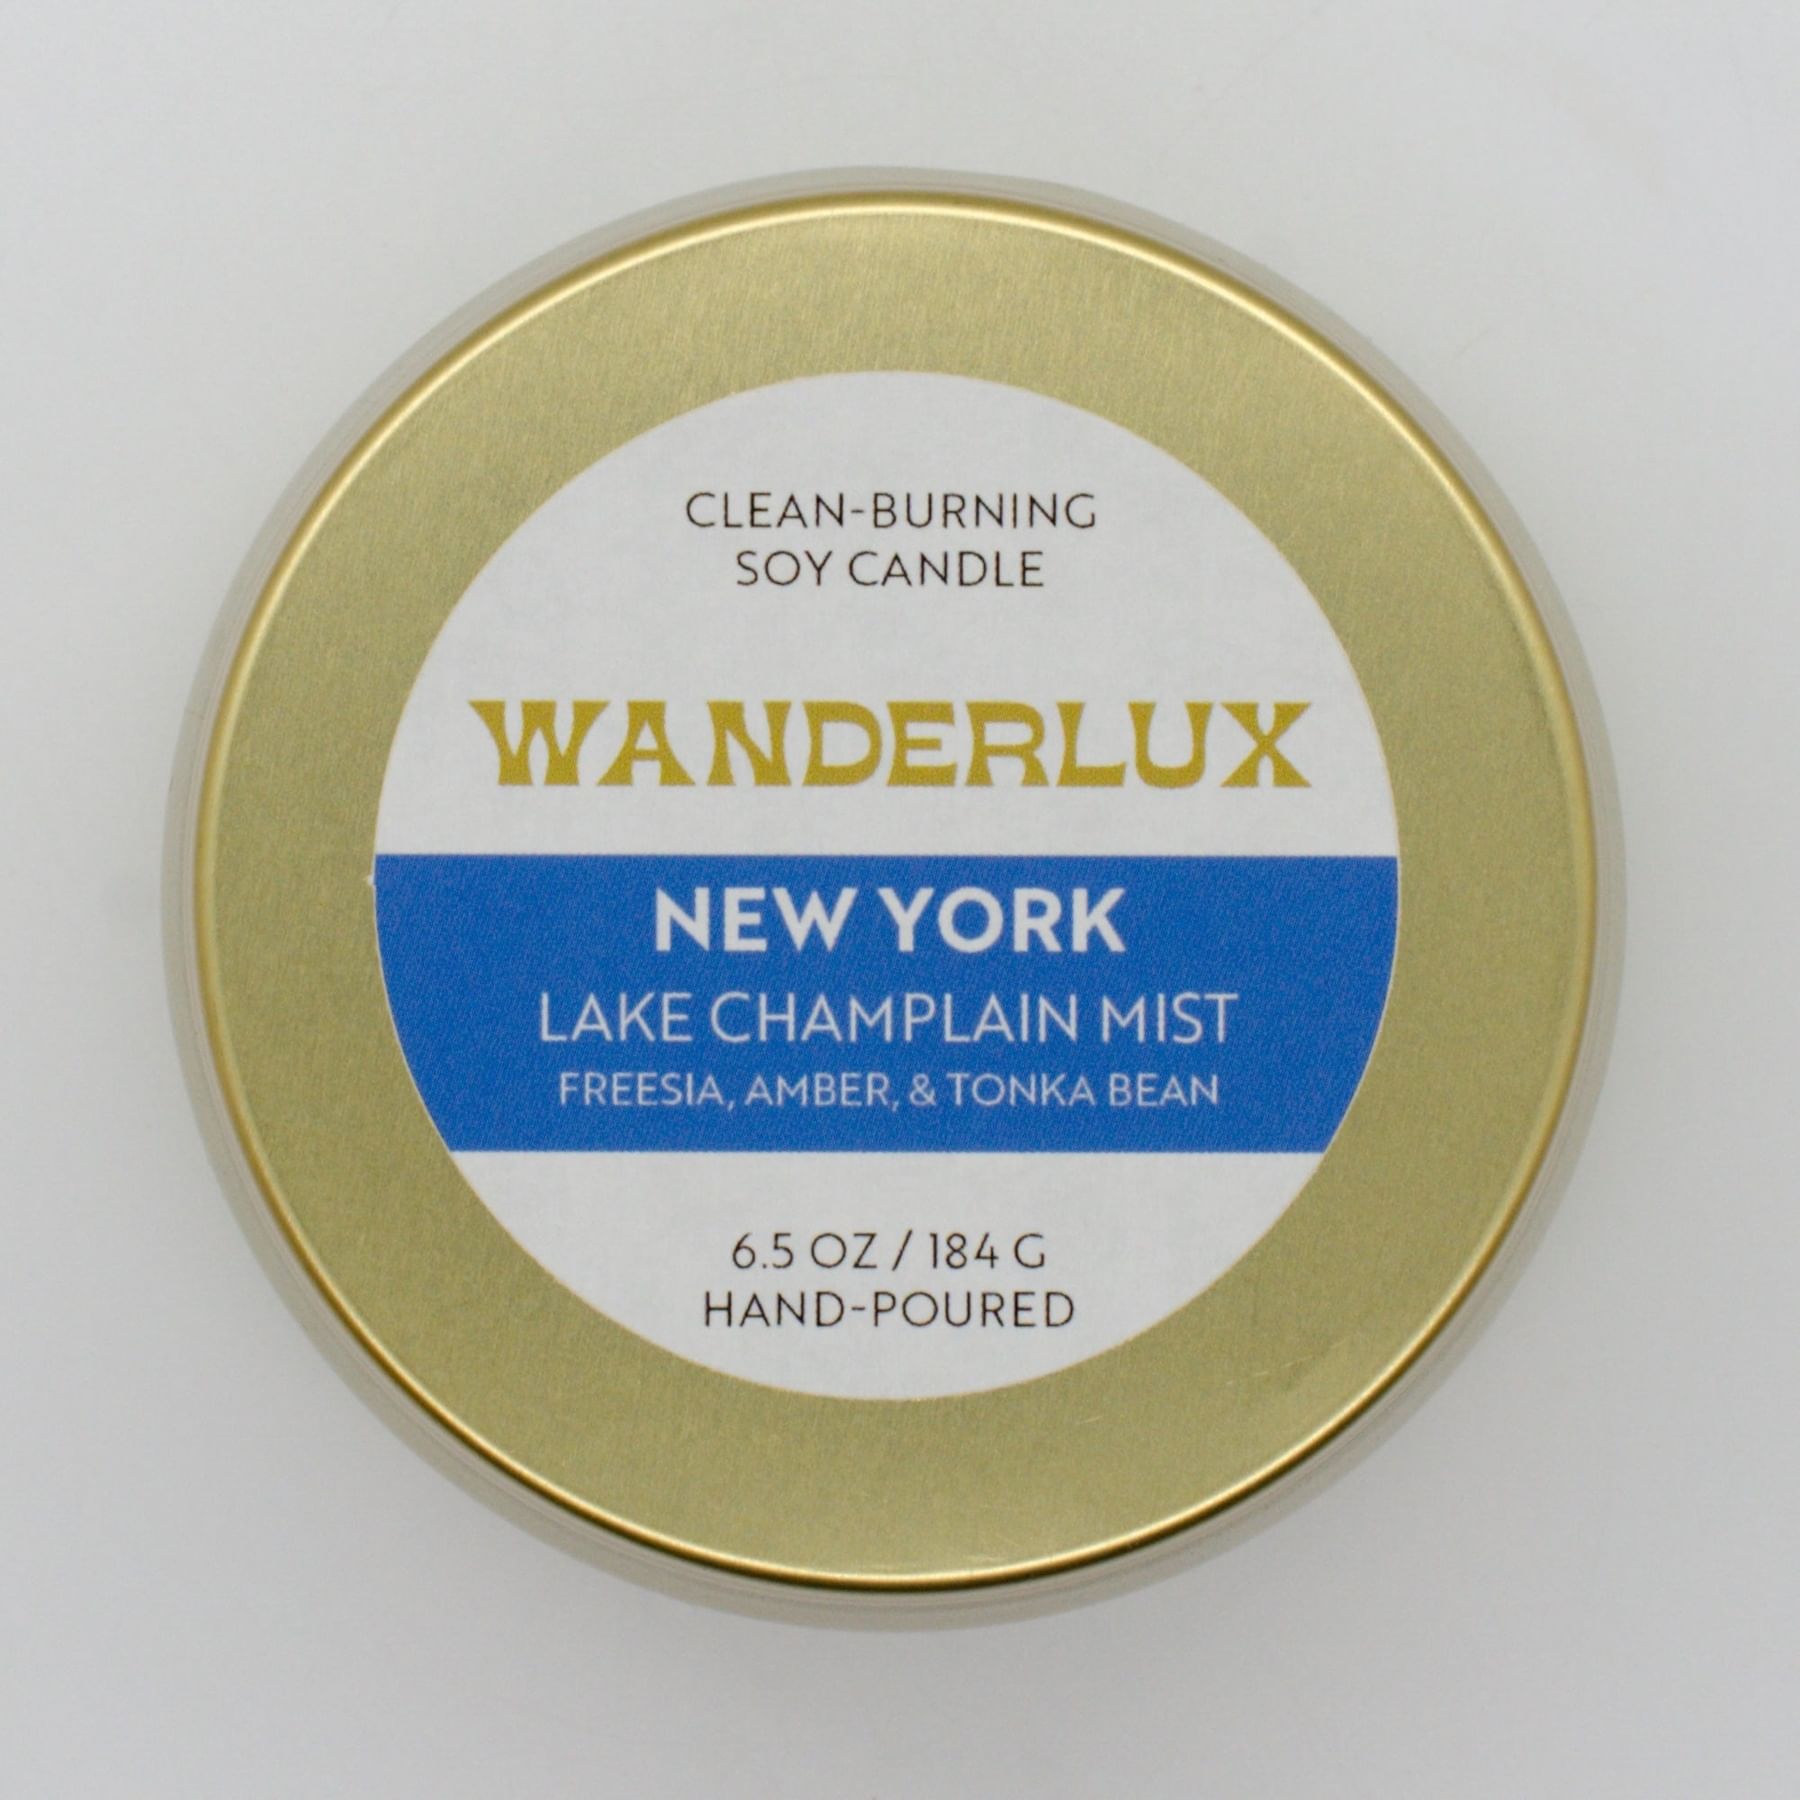 CLEAN-BURNING
SOY CANDLE
WANDERLUX
NEW YORK
LAKE CHAMPLAIN MIST
FREESIA, AMBER, & TONKA BEAN
6.5 OZ / 184 G
HAND-POURED